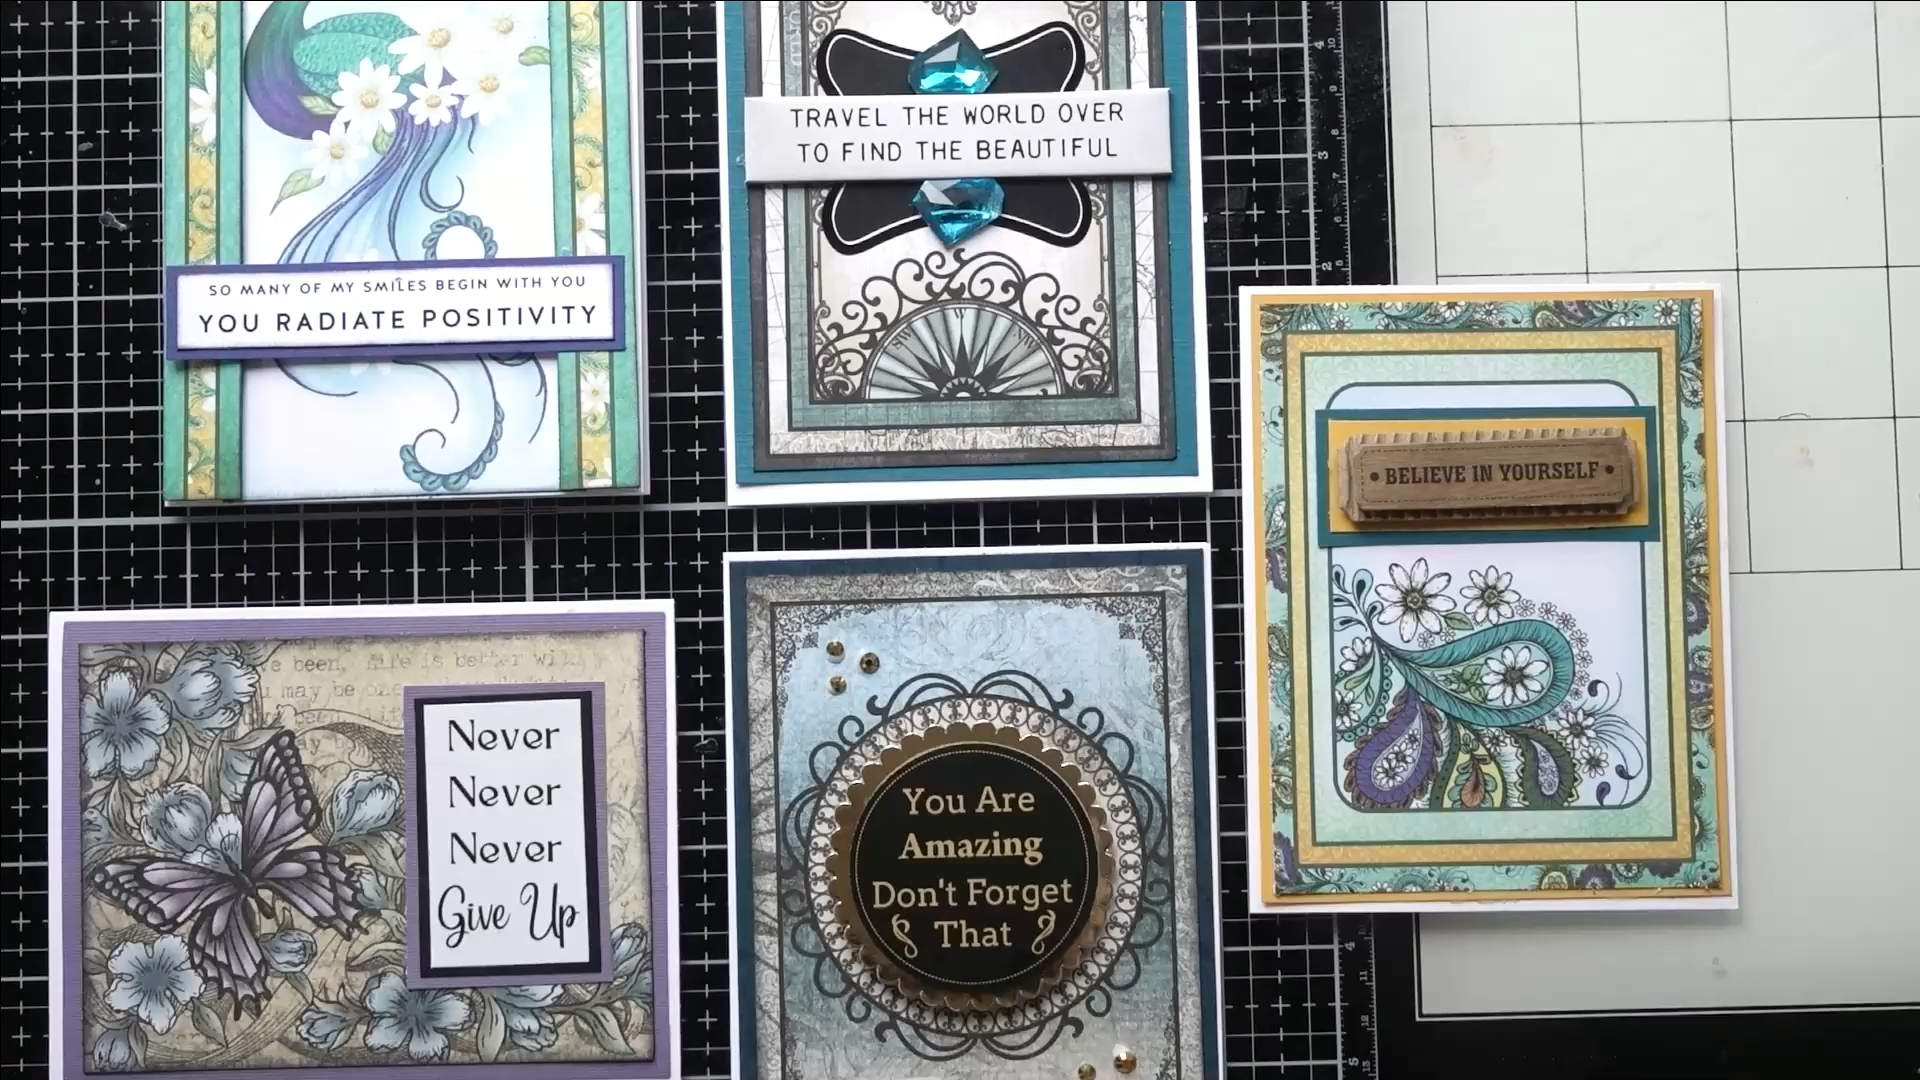 SO MANY OF MY SMILES BEGIN WITH YOU
YOU RADIATE POSITIVITY
TRAVEL THE WORLD OVER
TO FIND THE BEAUTIFUL
BELIEVE IN YOURSELF
Never
Never
Never
Give Up
You Are
Amazing
Don't Forget
That